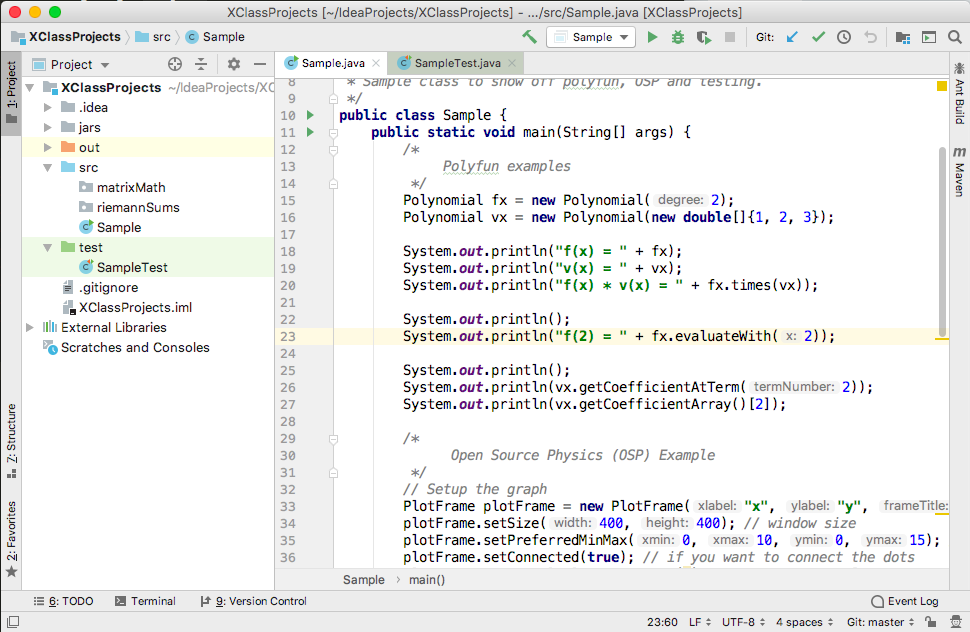 XClassProjects [~/IdeaProjects/XClassProjects] - .../src/Sample.java [XClassProjects]
XClassProjects src Sample Sample Git:
1: Project
Project
XClassProjects ~/IdeaProjects/XC
.idea
jars
out
src
matrixMath
riemannSums
Sample
test
SampleTest
.gitignore
XClassProjects.iml
External Libraries
Scratches and Consoles
7: Structure
2: Favorites
Sample.java SampleTest.java
8 * Sample class to show off polyfun, OSP and testing.
9 */
10 public class Sample {
11 public static void main(String[] args) {
12 /*
13 Polyfun examples
14 */
15 Polynomial fx = new Polynomial( degree: 2);
16 Polynomial vx = new Polynomial(new double[]{1, 2, 3});
17
18 System.out.println("f(x) = " + fx);
19 System.out.println("v(x) = " + vx);
20 System.out.println("f(x) * v(x) = " + fx.times(vx));
21
22 System.out.println();
23 System.out.println("f(2) = " + fx.evaluateWith( x: 2));
24
25 System.out.println();
26 System.out.println(vx.getCoefficientAtTerm( termNumber: 2));
27 System.out.println(vx.getCoefficientArray()[2]);
28
29 /*
30 Open Source Physics (OSP) Example
31 */
32 // Setup the graph
33 PlotFrame plotFrame = new PlotFrame( xlabel: "x", ylabel: "y", frameTitle:
34 plotFrame.setSize( width: 400, height: 400); // window size
35 plotFrame.setPreferredMinMax( xmin: 0, xmax: 10, ymin: 0, ymax: 15);
36 plotFrame.setConnected(true); // if you want to connect the dots
Sample main()
Ant Build
m Maven
6: TODO Terminal 9: Version Control Event Log
23:60 LF UTF-8 4 spaces Git: master